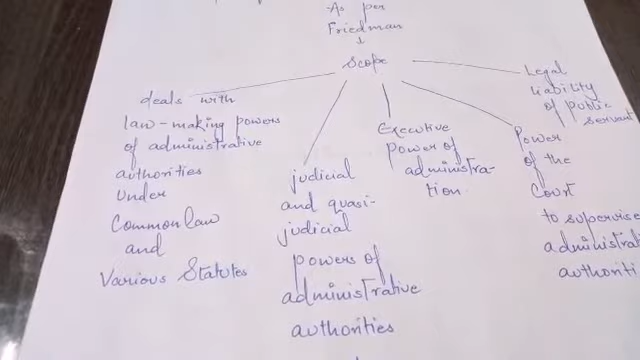 As per
Friedman
Scope
deals with
law-making powers
of administrative
authorities
under
Common law
and
Various Statutes
judicial
and quasi-
judicial
powers of
administrative
authorities
Executive
power of
administra-
tion
Power
of the
Court
to supervise
administrati
authoriti
Legal
liability
of public
servant